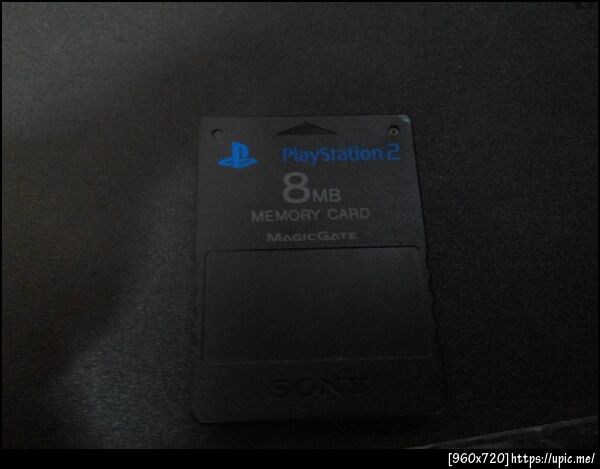 PlayStation 2
8MB
MEMORY CARD
MAGICGATE
SONY
[960x720]https://upic.me/